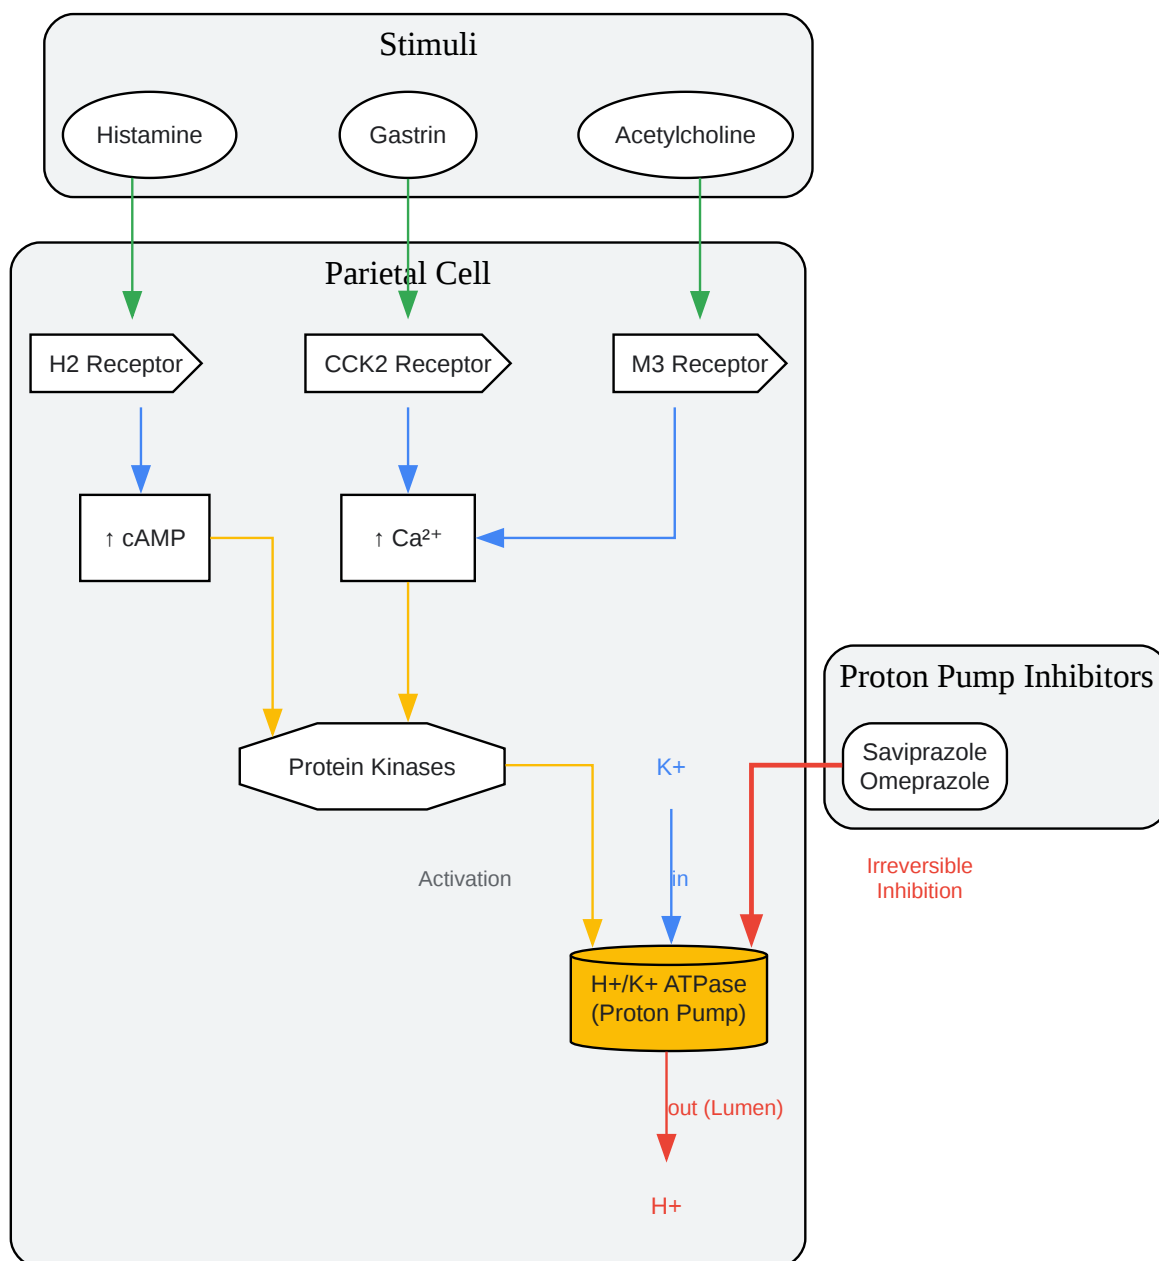 Stimuli
Histamine
Gastrin
Acetylcholine
Parietal Cell
H2 Receptor
CCK2 Receptor
M3 Receptor
↑ cAMP
↑ Ca²⁺
Proton Pump Inhibitors
Saviprazole
Omeprazole
Protein Kinases
K+
Activation
in
Irreversible
Inhibition
H+/K+ ATPase
(Proton Pump)
out (Lumen)
H+